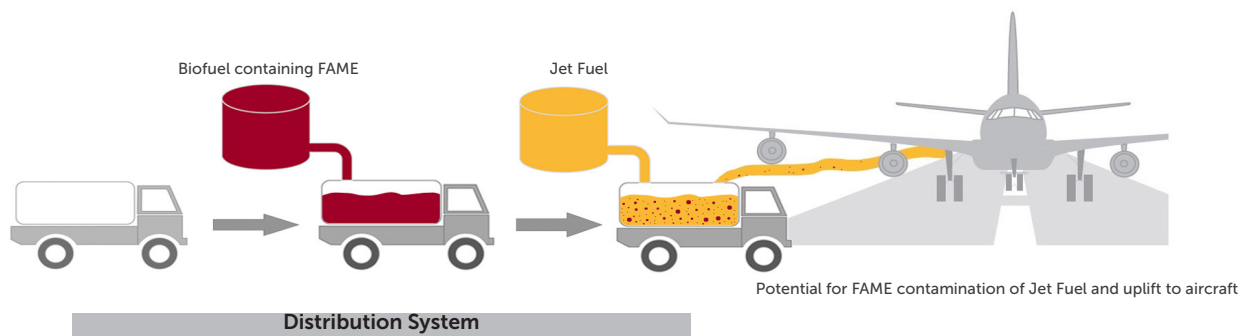 Biofuel containing FAME
Jet Fuel
Potential for FAME contamination of Jet Fuel and uplift to aircraft
Distribution System